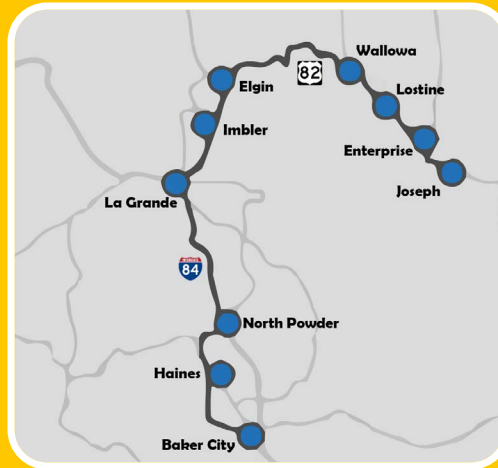 Wallowa
82
Elgin
Lostine
Imbler
Enterprise
Joseph
La Grande
84
North Powder
Haines
Baker City